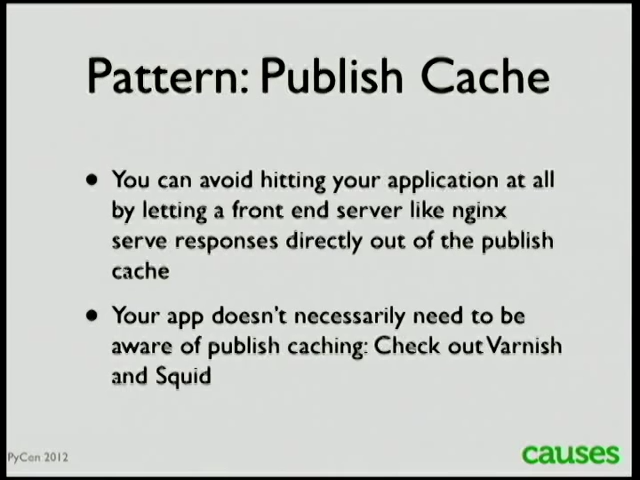 Pattern: Publish Cache
• You can avoid hitting your application at all
by letting a front end server like nginx
serve responses directly out of the publish
cache
• Your app doesn't necessarily need to be
aware of publish caching: Check out Varnish
and Squid
PyCon 2012
causes